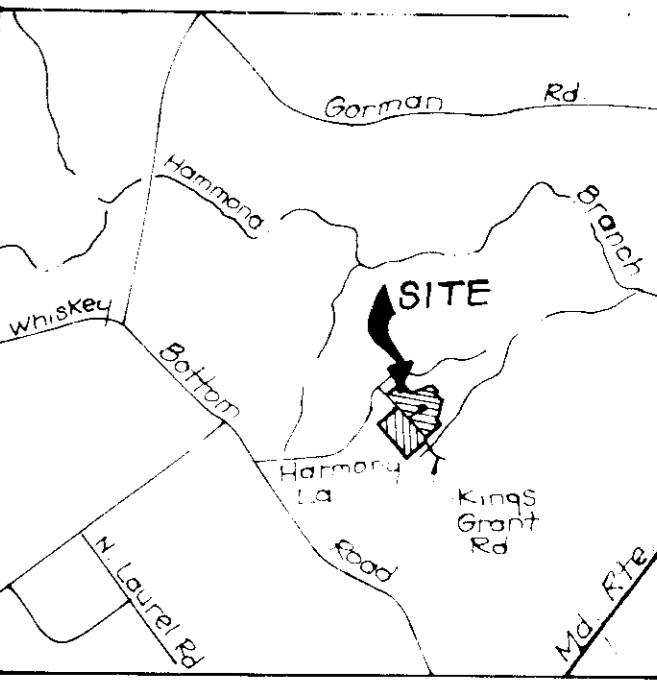 Gorman Rd.
Hammond
Branch
SITE
Whiskey Bottom Road
Harmony
La
Kings
Grant
Rd
N. Laurel Rd
Md. Rte